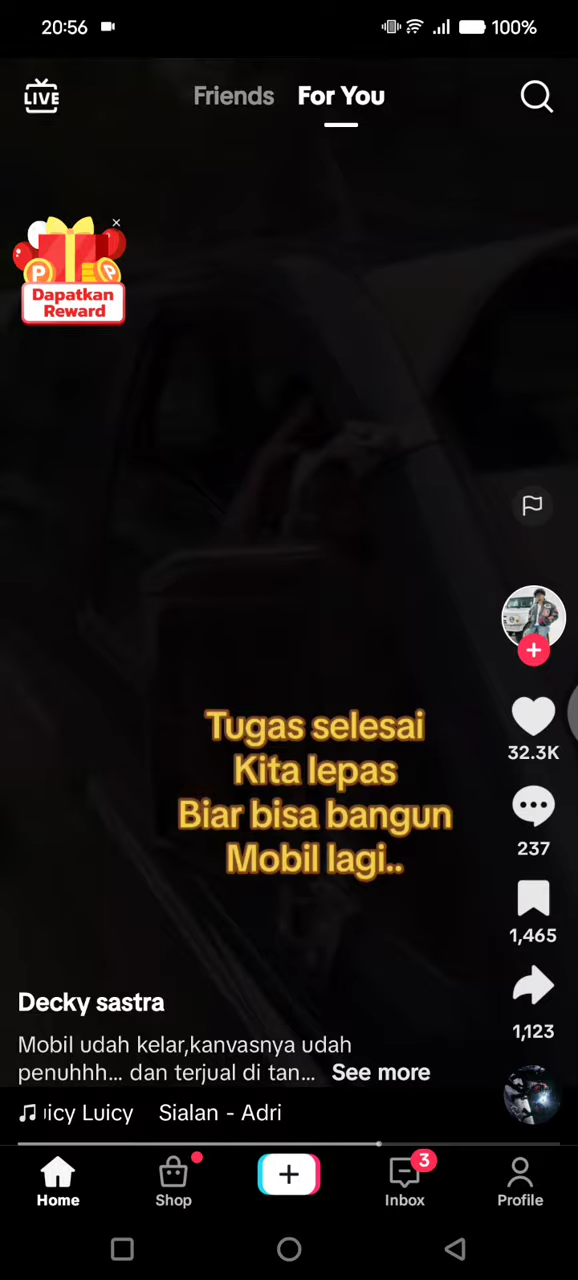 20:56
100%
LIVE
Friends
For You
Dapatkan
Reward
Tugas selesai
Kita lepas
Biar bisa bangun
Mobil lagi..
32.3K
237
1,465
1,123
Decky sastra
Mobil udah kelar,kanvasnya udah
penuhhh... dan terjual di tan... See more
icy Luicy Sialan - Adri
Home
Shop
3
Inbox
Profile